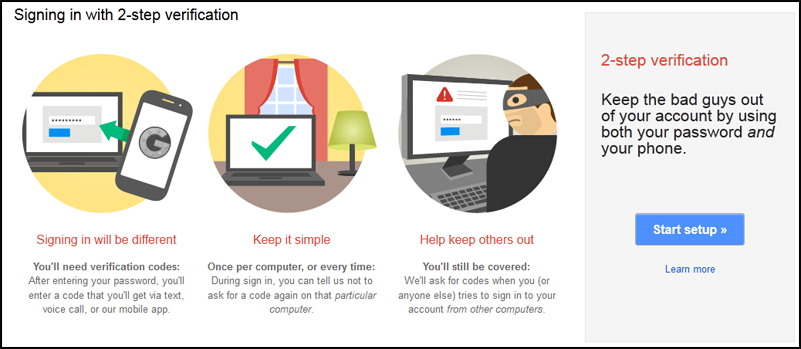 Signing in with 2-step verification
G
Signing in will be different
You'll need verification codes:
After entering your password, you'll
enter a code that you'll get via text,
voice call, or our mobile app.
Keep it simple
Once per computer, or every time:
During sign in, you can tell us not to
ask for a code again on that particular
computer.
Help keep others out
You'll still be covered:
We'll ask for codes when you (or
anyone else) tries to sign in to your
account from other computers.
2-step verification
Keep the bad guys out
of your account by using
both your password and
your phone.
Start setup »
Learn more